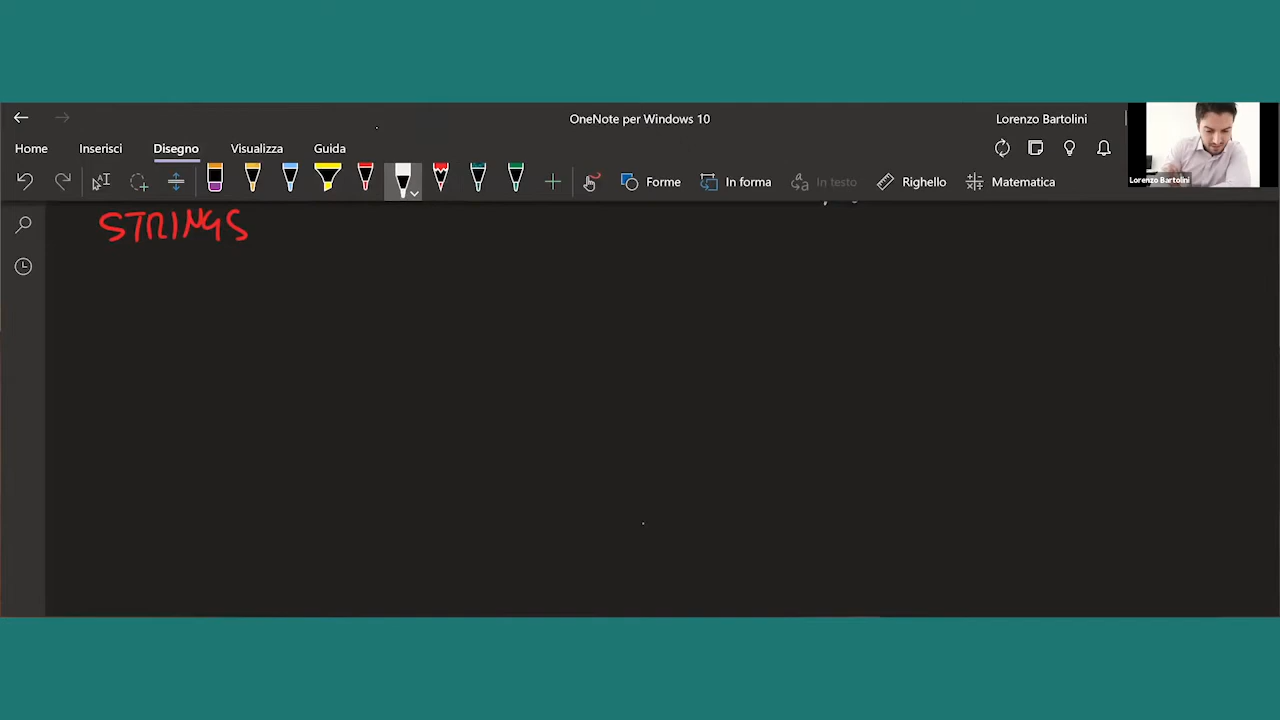 OneNote per Windows 10
Lorenzo Bartolini
Home Inserisci Disegno Visualizza Guida
Forme In forma In testo Righello Matematica
Lorenzo Bartolini
STRINGS